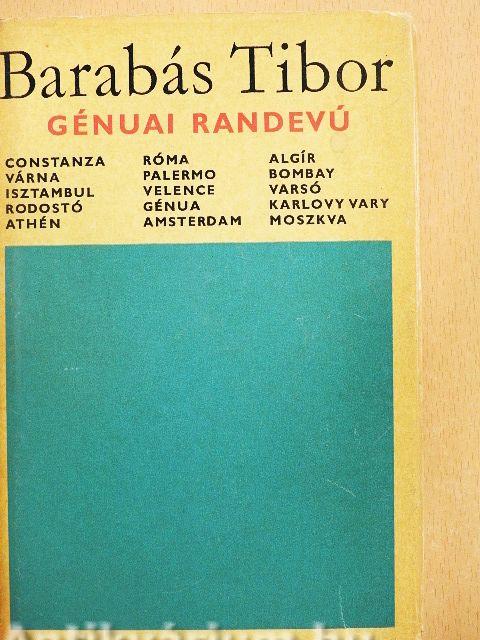 Barabás Tibor
GÉNUAI RANDEVÚ
CONSTANZA
VÁRNA
ISZTAMBUL
RODOSTÓ
ATHÉN
RÓMA
PALERMO
VELENCE
GÉNUA
AMSTERDAM
ALGÍR
BOMBAY
VARSÓ
KARLOVY VARY
MOSZKVA